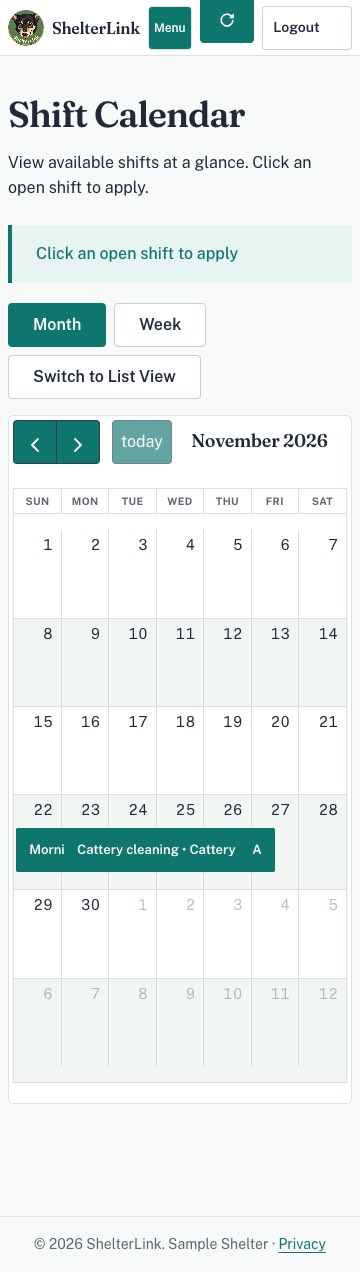 ShelterLink Menu Logout
Shift Calendar
View available shifts at a glance. Click an
open shift to apply.
Click an open shift to apply
Month Week
Switch to List View
today November 2026
SUN MON TUE WED THU FRI SAT
1 2 3 4 5 6 7
8 9 10 11 12 13 14
15 16 17 18 19 20 21
22 23 24 25 26 27 28
Morni Cattery cleaning • Cattery A
29 30 1 2 3 4 5
6 7 8 9 10 11 12
© 2026 ShelterLink. Sample Shelter · Privacy